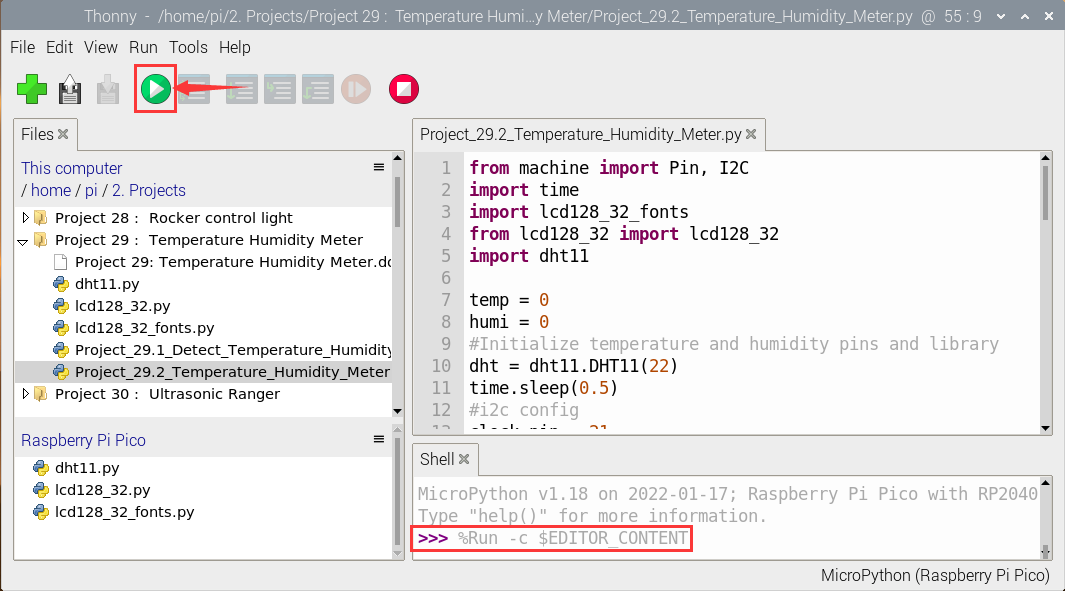 Thonny - /home/pi/2. Projects/Project 29 : Temperature Humi...y Meter/Project_29.2_Temperature_Humidity_Meter.py @ 55 : 9
File Edit View Run Tools Help
Files
This computer
/ home / pi / 2. Projects
Project 28 : Rocker control light
Project 29 : Temperature Humidity Meter
Project 29: Temperature Humidity Meter.do
dht11.py
lcd128_32.py
lcd128_32_fonts.py
Project_29.1_Detect_Temperature_Humidity
Project_29.2_Temperature_Humidity_Meter
Project 30 : Ultrasonic Ranger
Raspberry Pi Pico
dht11.py
lcd128_32.py
lcd128_32_fonts.py
Project_29.2_Temperature_Humidity_Meter.py
1 from machine import Pin, I2C
2 import time
3 import lcd128_32_fonts
4 from lcd128_32 import lcd128_32
5 import dht11
6
7 temp = 0
8 humi = 0
9 #Initialize temperature and humidity pins and library
10 dht = dht11.DHT11(22)
11 time.sleep(0.5)
12 #i2c config
13 clock_pin = 21
Shell
MicroPython v1.18 on 2022-01-17; Raspberry Pi Pico with RP2040
Type "help()" for more information.
>>> %Run -c $EDITOR_CONTENT
MicroPython (Raspberry Pi Pico)